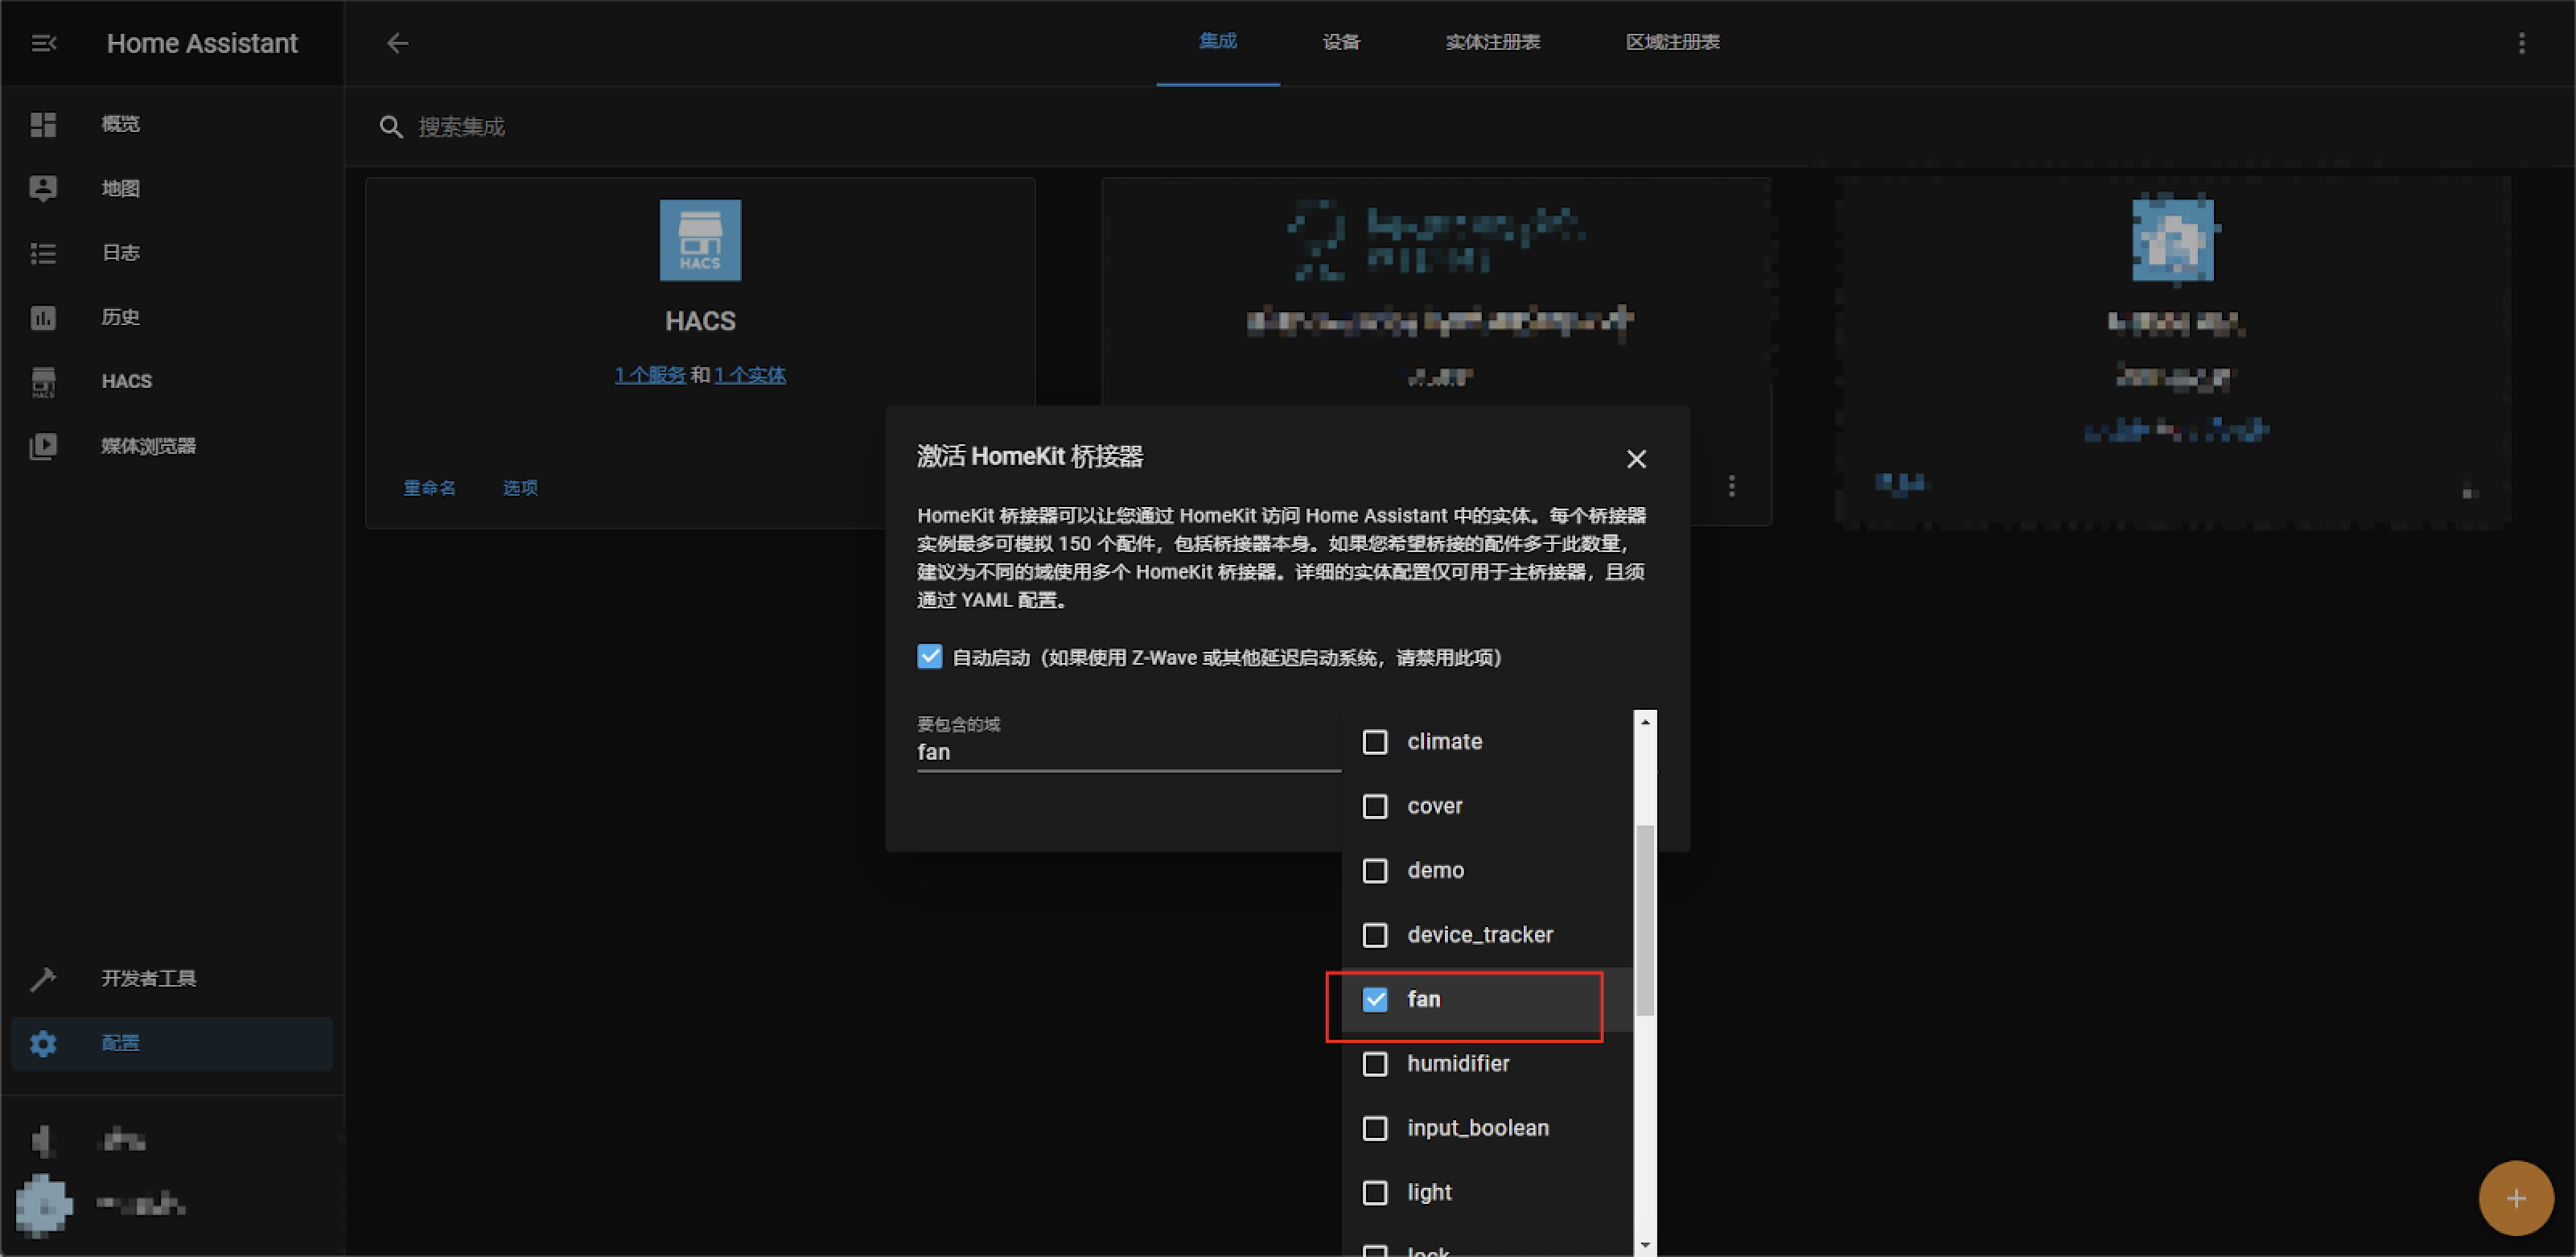 Home Assistant
集成
设备
实体注册表
区域注册表
概览
地图
日志
历史
HACS
媒体浏览器
开发者工具
配置
搜索集成
HACS
HACS
1 个服务 和 1 个实体
重命名
选项
激活 HomeKit 桥接器
HomeKit 桥接器可以让您通过 HomeKit 访问 Home Assistant 中的实体。每个桥接器
实例最多可模拟 150 个配件，包括桥接器本身。如果您希望桥接的配件多于此数量，
建议为不同的域使用多个 HomeKit 桥接器。详细的实体配置仅可用于主桥接器，且须
通过 YAML 配置。
自动启动（如果使用 Z-Wave 或其他延迟启动系统，请禁用此项）
要包含的域
fan
climate
cover
demo
device_tracker
fan
humidifier
input_boolean
light
lock